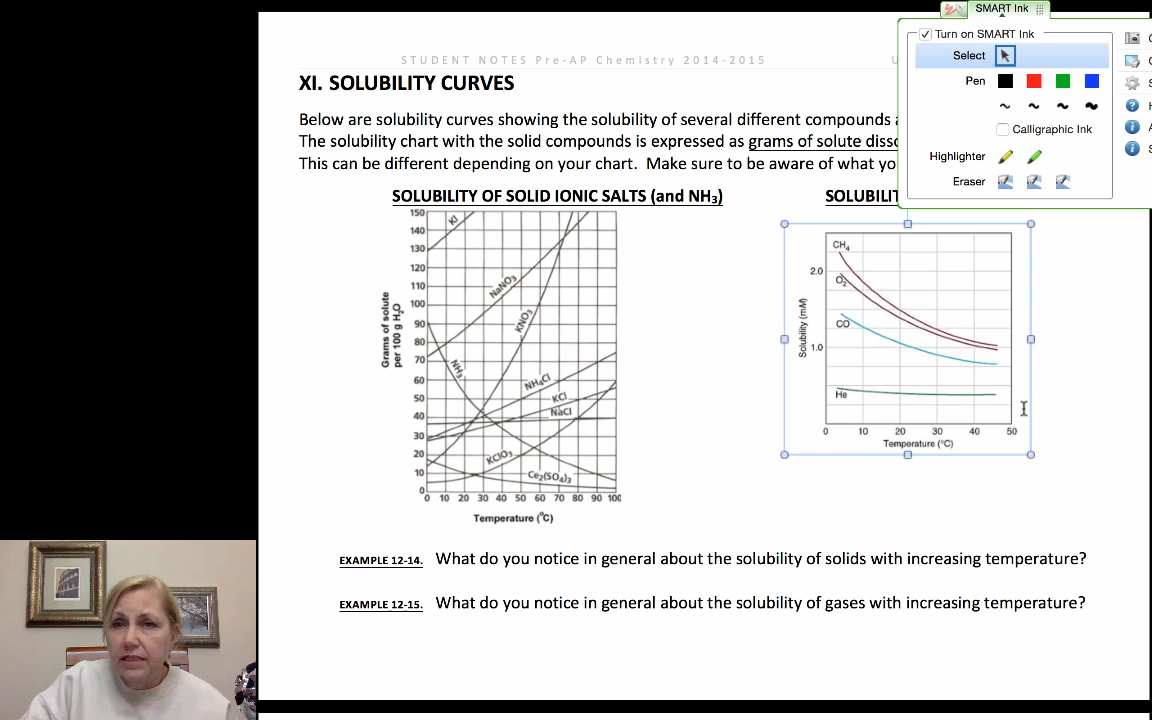 SMART Ink
Turn on SMART Ink
Select
Pen
Calligraphic Ink
Highlighter
Eraser
STUDENT NOTES Pre-AP Chemistry 2014-2015
XI. SOLUBILITY CURVES
Below are solubility curves showing the solubility of several different compounds
The solubility chart with the solid compounds is expressed as grams of solute
This can be different depending on your chart. Make sure to be aware of what
SOLUBILITY OF SOLID IONIC SALTS (and NH₃)
150
140
130
120
110
100
90
80
70
60
50
40
30
20
10
0
Grams of solute
per 100 g H₂O
KI
NaNO₃
KNO₃
NH₃
NH₄Cl
KCl
NaCl
KClO₃
Ce₂(SO₄)₃
0 10 20 30 40 50 60 70 80 90 100
Temperature (°C)
CH₄
O₂
CO
He
2.0
1.0
Solubility (mM)
0 10 20 30 40 50
Temperature (°C)
EXAMPLE 12-14. What do you notice in general about the solubility of solids with increasing temperature?
EXAMPLE 12-15. What do you notice in general about the solubility of gases with increasing temperature?